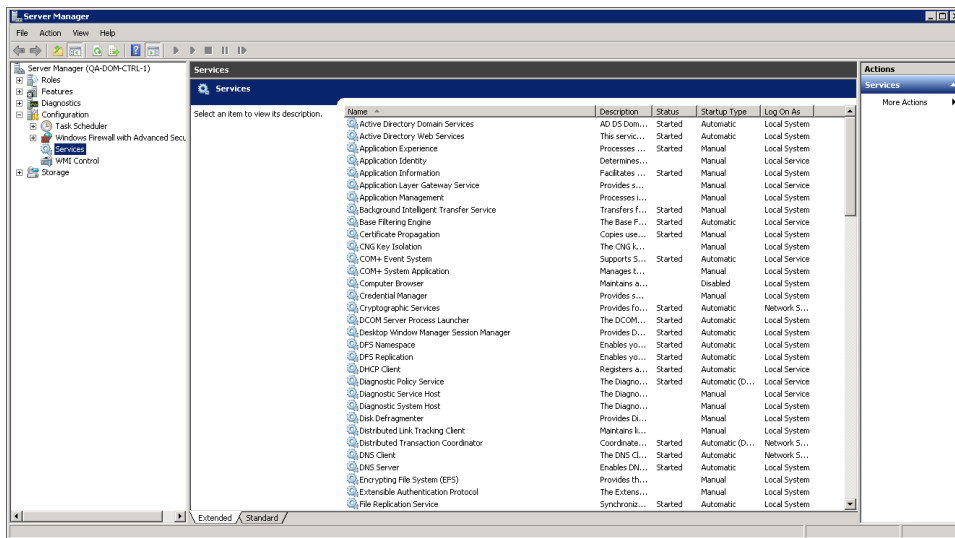 Server Manager
File Action View Help
Server Manager (QA-DOM-CTRL-1)
Roles
Features
Diagnostics
Configuration
Task Scheduler
Windows Firewall with Advanced Secu
Services
WMI Control
Storage
Services
Services
Select an item to view its description.
Name Description Status Startup Type Log On As
Active Directory Domain Services AD DS Dom... Started Automatic Local System
Active Directory Web Services This servic... Started Automatic Local System
Application Experience Processes ... Started Manual Local System
Application Identity Determines... Manual Local Service
Application Information Facilitates ... Started Manual Local System
Application Layer Gateway Service Provides s... Manual Local Service
Application Management Processes i... Manual Local System
Background Intelligent Transfer Service Transfers f... Started Manual Local System
Base Filtering Engine The Base F... Started Automatic Local Service
Certificate Propagation Copies use... Started Manual Local System
CNG Key Isolation The CNG k... Manual Local System
COM+ Event System Supports S... Started Automatic Local Service
COM+ System Application Manages t... Manual Local System
Computer Browser Maintains a... Disabled Local System
Credential Manager Provides s... Manual Local System
Cryptographic Services Provides fo... Started Automatic Network S...
DCOM Server Process Launcher The DCOM... Started Automatic Local System
Desktop Window Manager Session Manager Provides D... Started Automatic Local System
DFS Namespace Enables yo... Started Automatic Local System
DFS Replication Enables yo... Started Automatic Local System
DHCP Client Registers a... Started Automatic Local Service
Diagnostic Policy Service The Diagno... Started Automatic (D... Local Service
Diagnostic Service Host The Diagno... Manual Local Service
Diagnostic System Host The Diagno... Manual Local System
Disk Defragmenter Provides Di... Manual Local System
Distributed Link Tracking Client Maintains li... Manual Local System
Distributed Transaction Coordinator Coordinate... Started Automatic (D... Network S...
DNS Client The DNS Cl... Started Automatic Network S...
DNS Server Enables DN... Started Automatic Local System
Encrypting File System (EFS) Provides th... Manual Local System
Extensible Authentication Protocol The Extens... Manual Local System
File Replication Service Synchroniz... Started Automatic Local System
Extended Standard
Actions
Services
More Actions